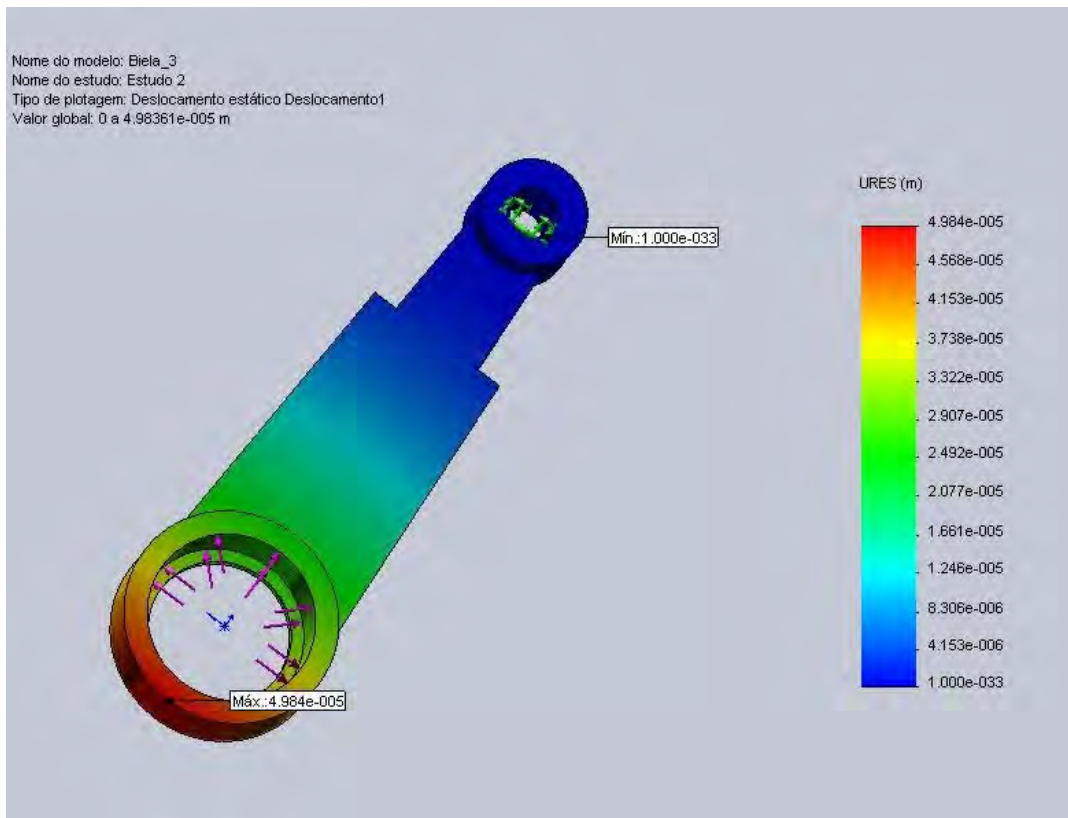 Nome do modelo: Biela_3
Nome do estudo: Estudo 2
Tipo de plotagem: Deslocamento estático Deslocamento1
Valor global: 0 a 4.98361e-005 m
URES (m)
4.984e-005
Mín.:1.000e-033
4.568e-005
4.153e-005
3.738e-005
3.322e-005
2.907e-005
2.492e-005
2.077e-005
1.661e-005
1.246e-005
8.306e-006
4.153e-006
1.000e-033
Máx.:4.984e-005